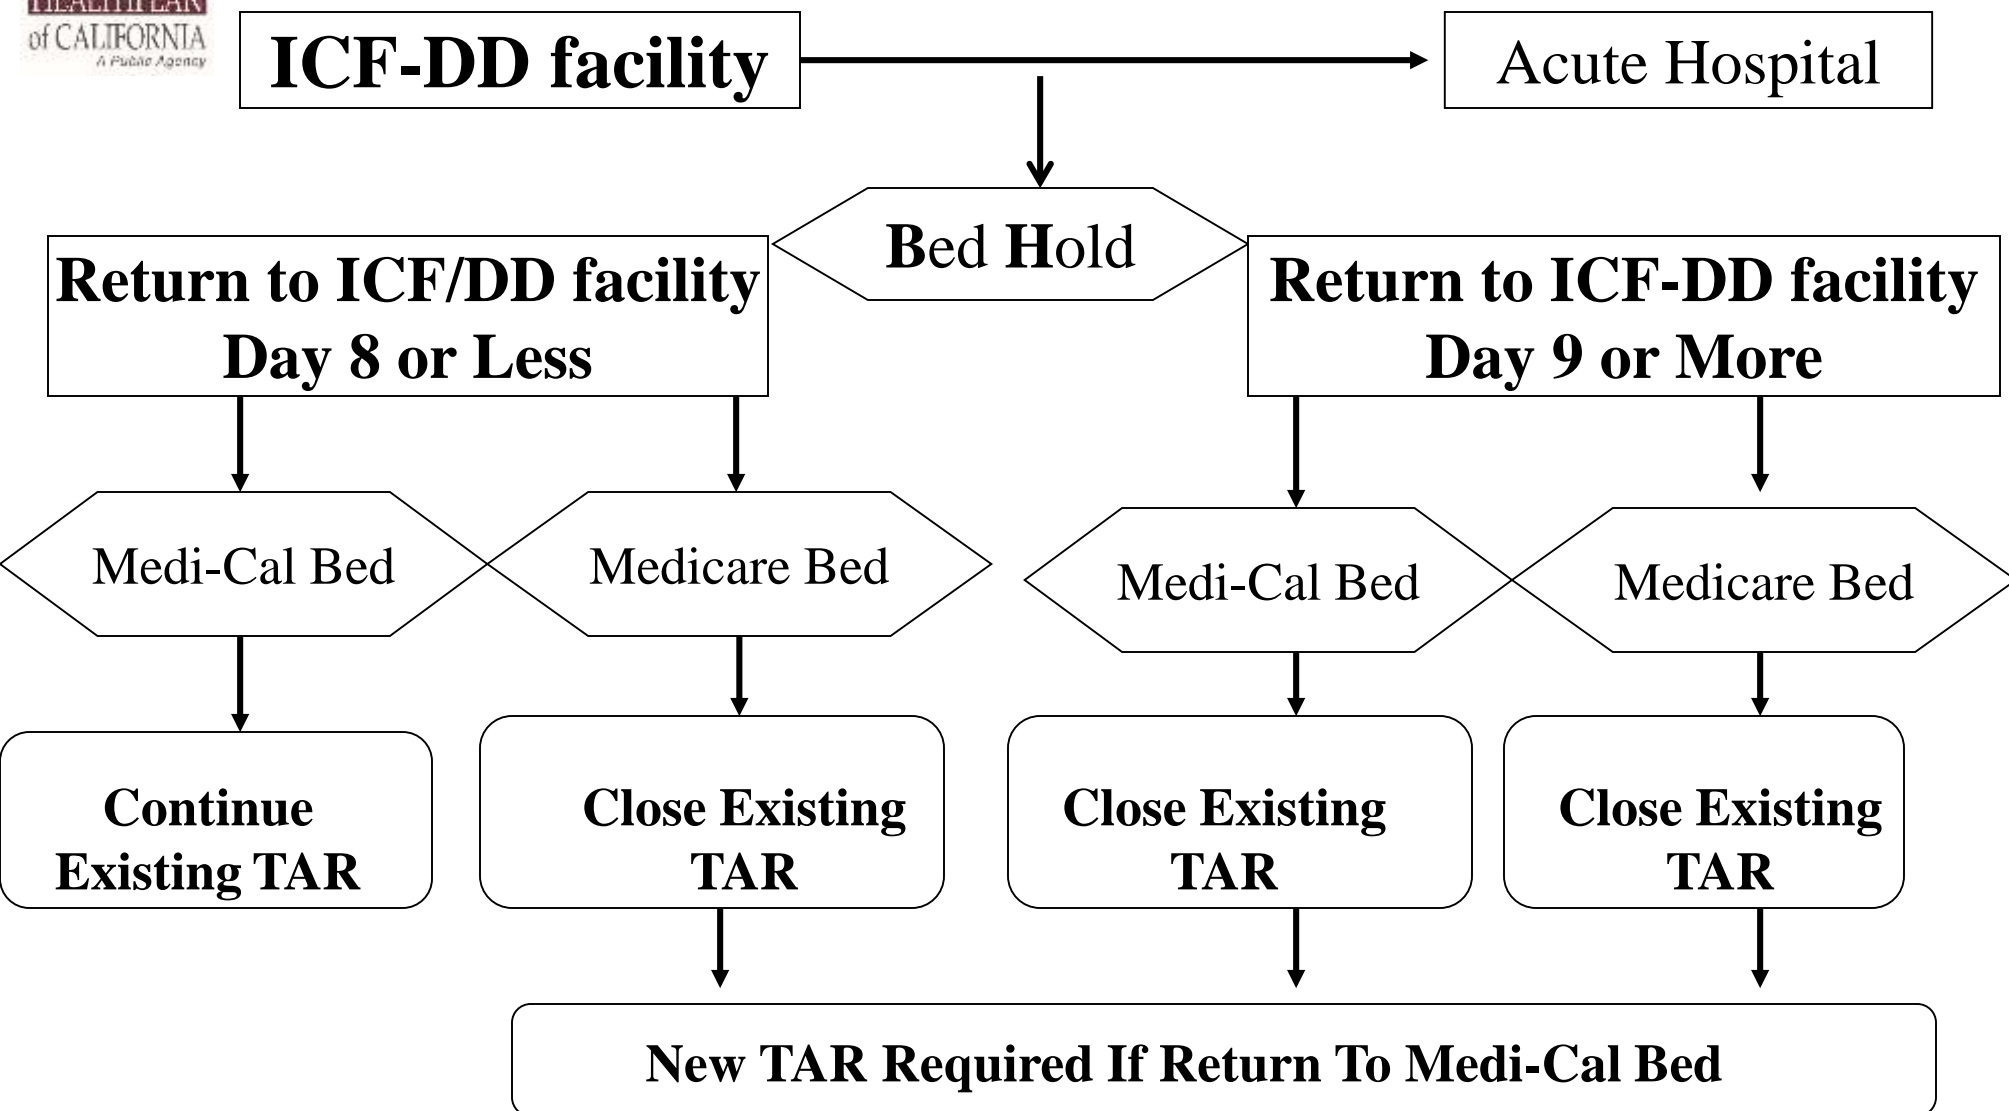 HEALTHPLAN
of CALIFORNIA
A Public Agency
ICF-DD facility
Acute Hospital
Bed Hold
Return to ICF/DD facility
Day 8 or Less
Return to ICF-DD facility
Day 9 or More
Medi-Cal Bed
Medicare Bed
Medi-Cal Bed
Medicare Bed
Continue
Existing TAR
Close Existing
TAR
Close Existing
TAR
Close Existing
TAR
New TAR Required If Return To Medi-Cal Bed